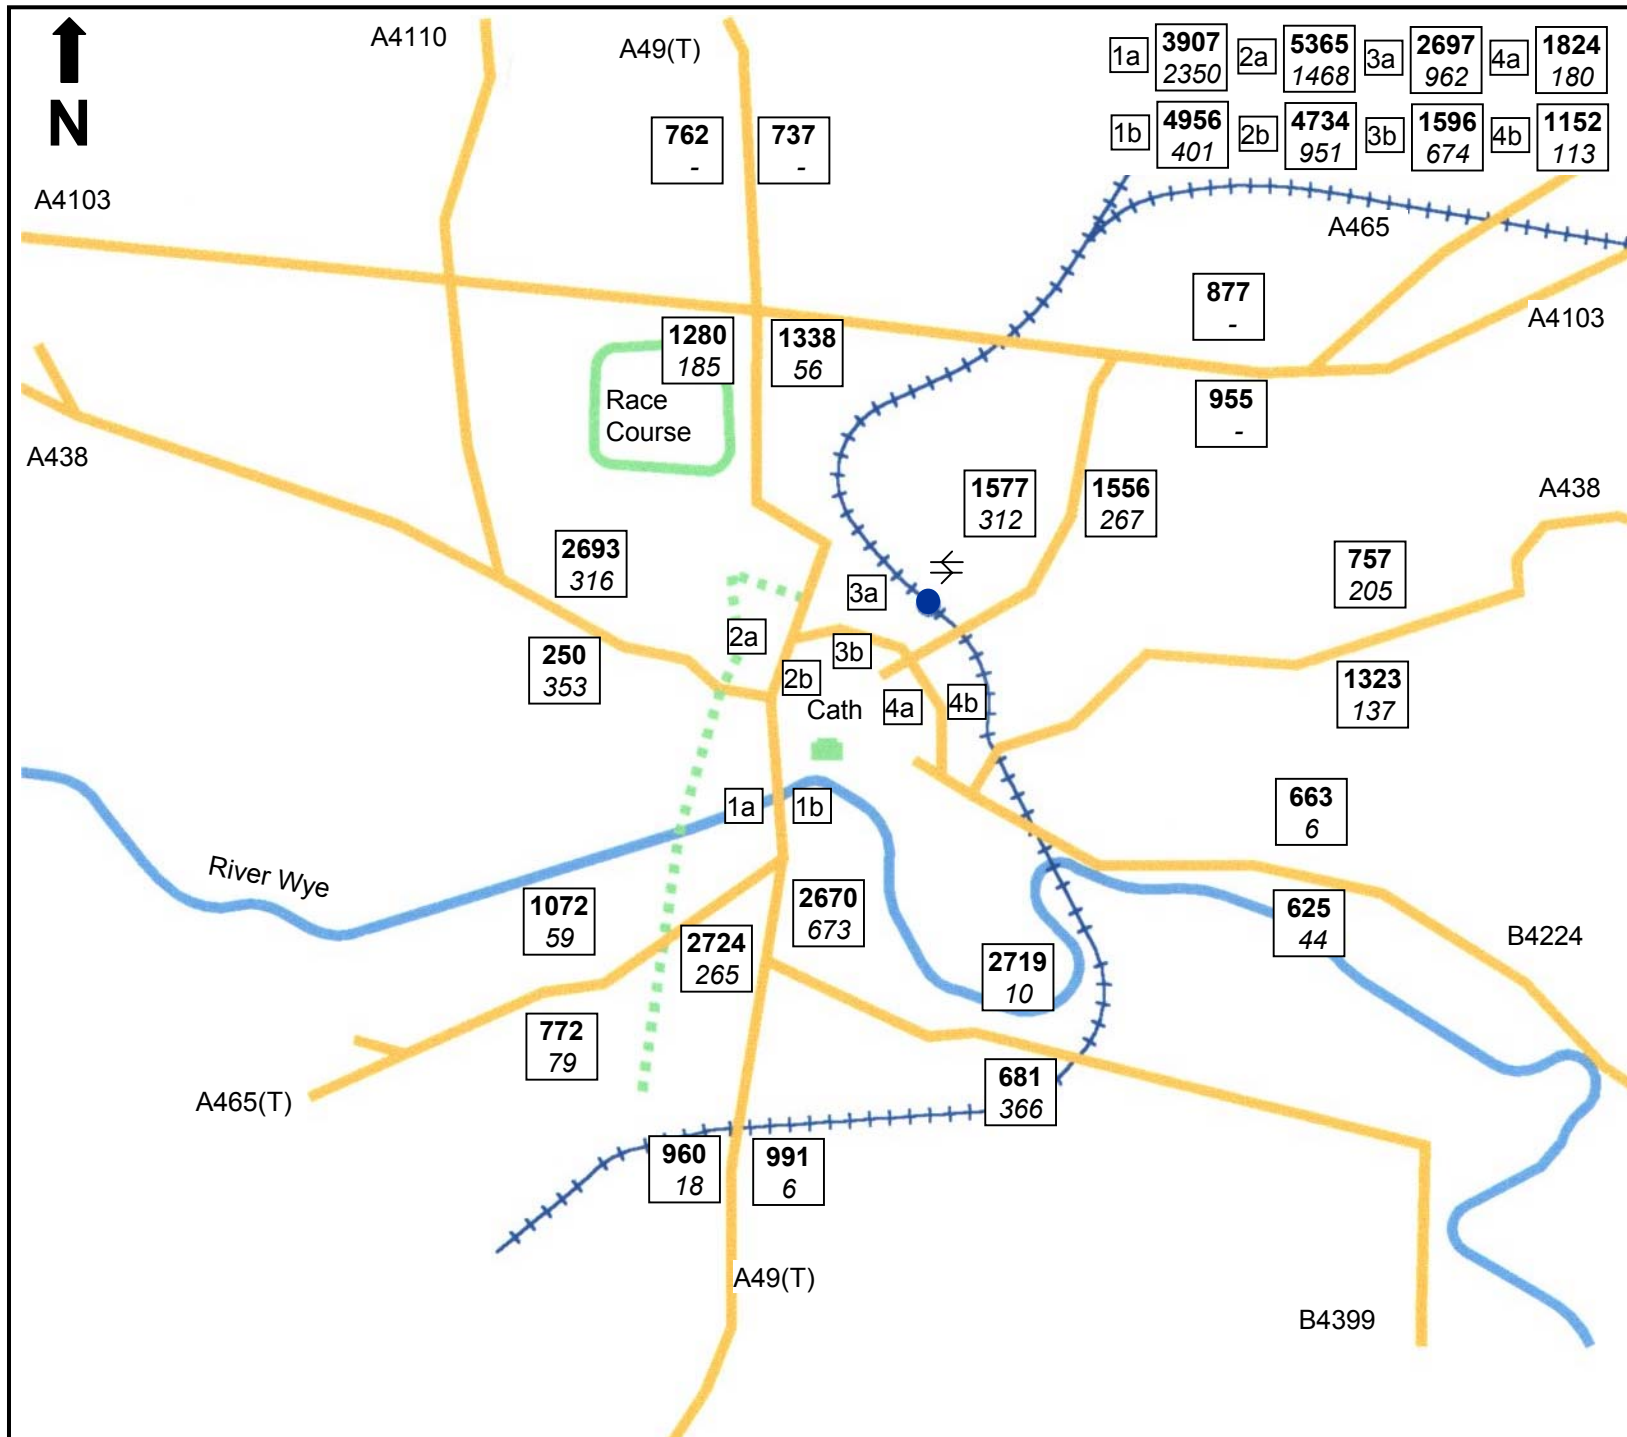 A4110
A49(T)
1a 3907 2a 5365 3a 2697 4a 1824
2350 1468 962 180
N
1b 4956 2b 4734 3b 1596 4b 1152
401 951 674 113
762 737
- -
A4103
A465
877
-
A4103
1280 1338
185 56
Race
Course
955
-
A438
1577 1556
312 267
A438
2693
316
757
205
3a
2a
3b
250
353
2b
Cath
4a
4b
1323
137
1a
1b
663
6
River Wye
1072
59
2670
673
2724
265
625
44
B4224
2719
10
772
79
A465(T)
681
366
960 991
18 6
A49(T)
B4399